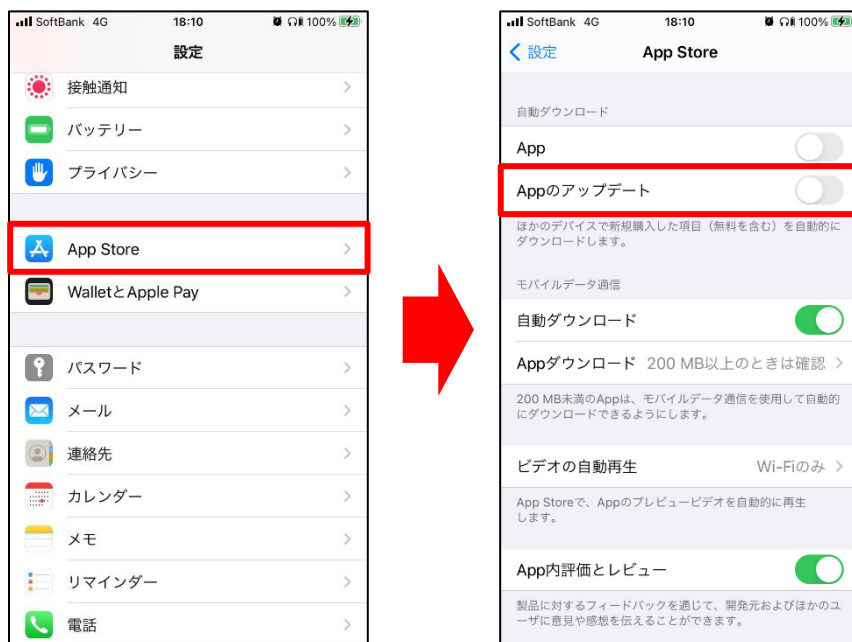 SoftBank 4G 18:10 100%
設定
接触通知
バッテリー
プライバシー
App Store
WalletとApple Pay
パスワード
メール
連絡先
カレンダー
メモ
リマインダー
電話
SoftBank 4G 18:10 100%
設定 App Store
自動ダウンロード
App
Appのアップデート
ほかのデバイスで新規購入した項目（無料を含む）を自動的に
ダウンロードします。
モバイルデータ通信
自動ダウンロード
Appダウンロード 200 MB以上のときは確認
200 MB未満のAppは、モバイルデータ通信を使用して自動的
にダウンロードできるようにします。
ビデオの自動再生 Wi-Fiのみ
App Storeで、Appのプレビュービデオを自動的に再生
します。
App内評価とレビュー
製品に対するフィードバックを通じて、開発元およびほかのユ
ーザに意見や感想を伝えることができます。